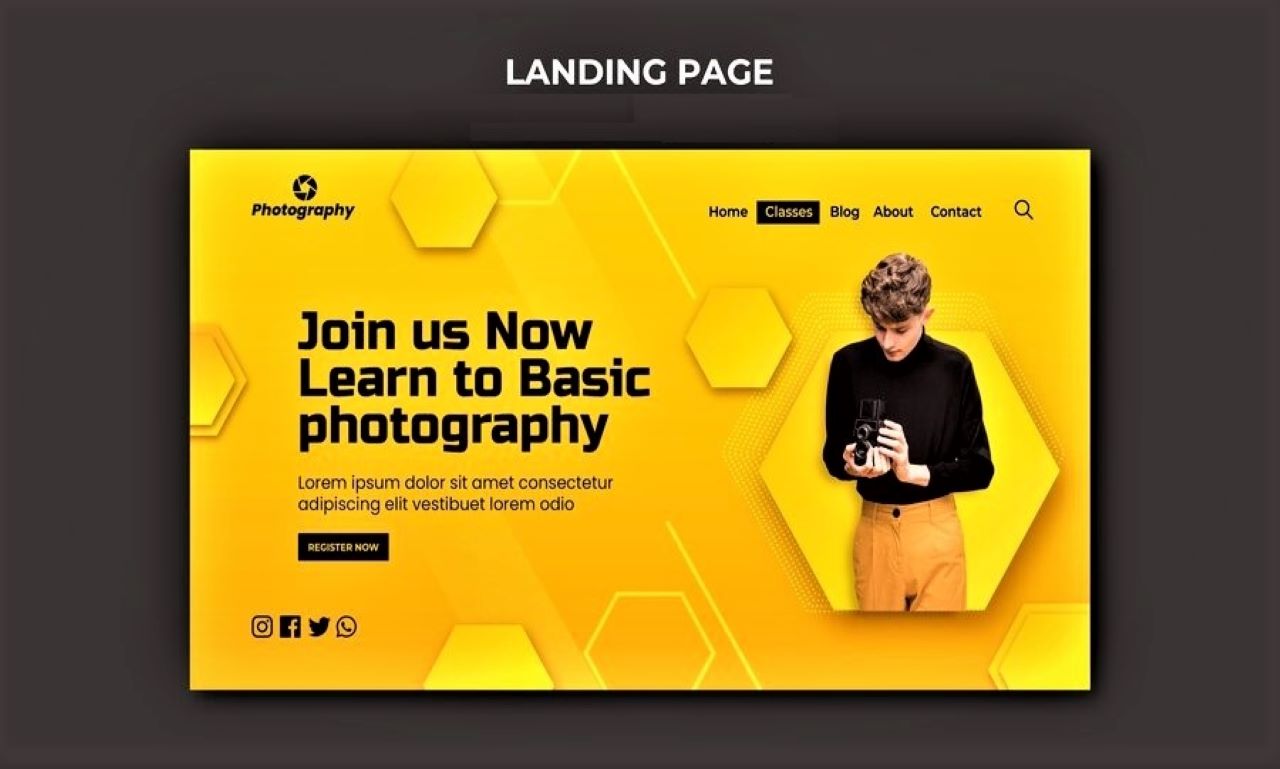 LANDING PAGE
Photography
Home Classes Blog About Contact
Join us Now
Learn to Basic
photography
Lorem ipsum dolor sit amet consectetur
adipiscing elit vestibuet lorem odio
REGISTER NOW